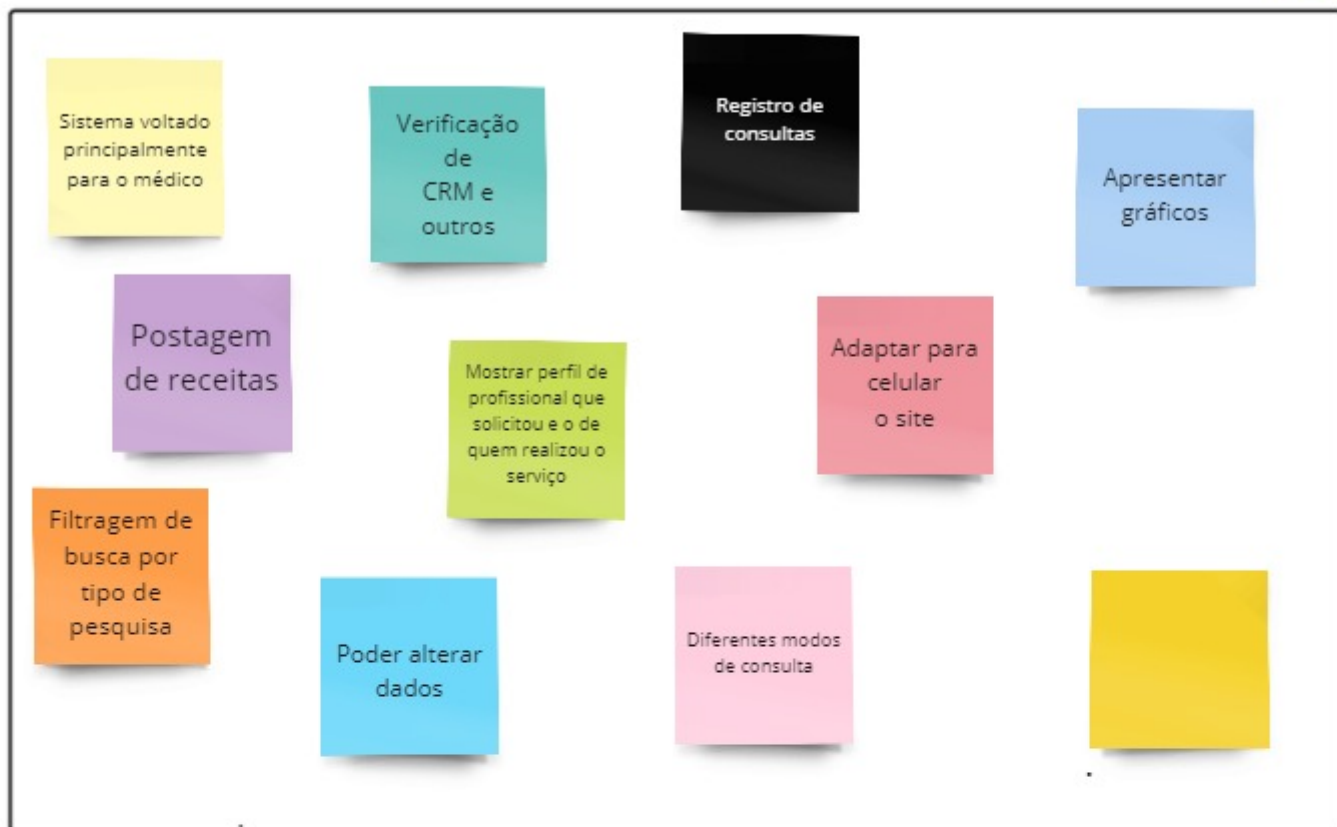 Sistema voltado
principalmente
para o médico
Verificação
de
CRM e
outros
Registro de
consultas
Apresentar
gráficos
Postagem
de receitas
Mostrar perfil de
profissional que
solicitou e o de
quem realizou o
serviço
Adaptar para
celular
o site
Filtragem de
busca por
tipo de
pesquisa
Poder alterar
dados
Diferentes modos
de consulta